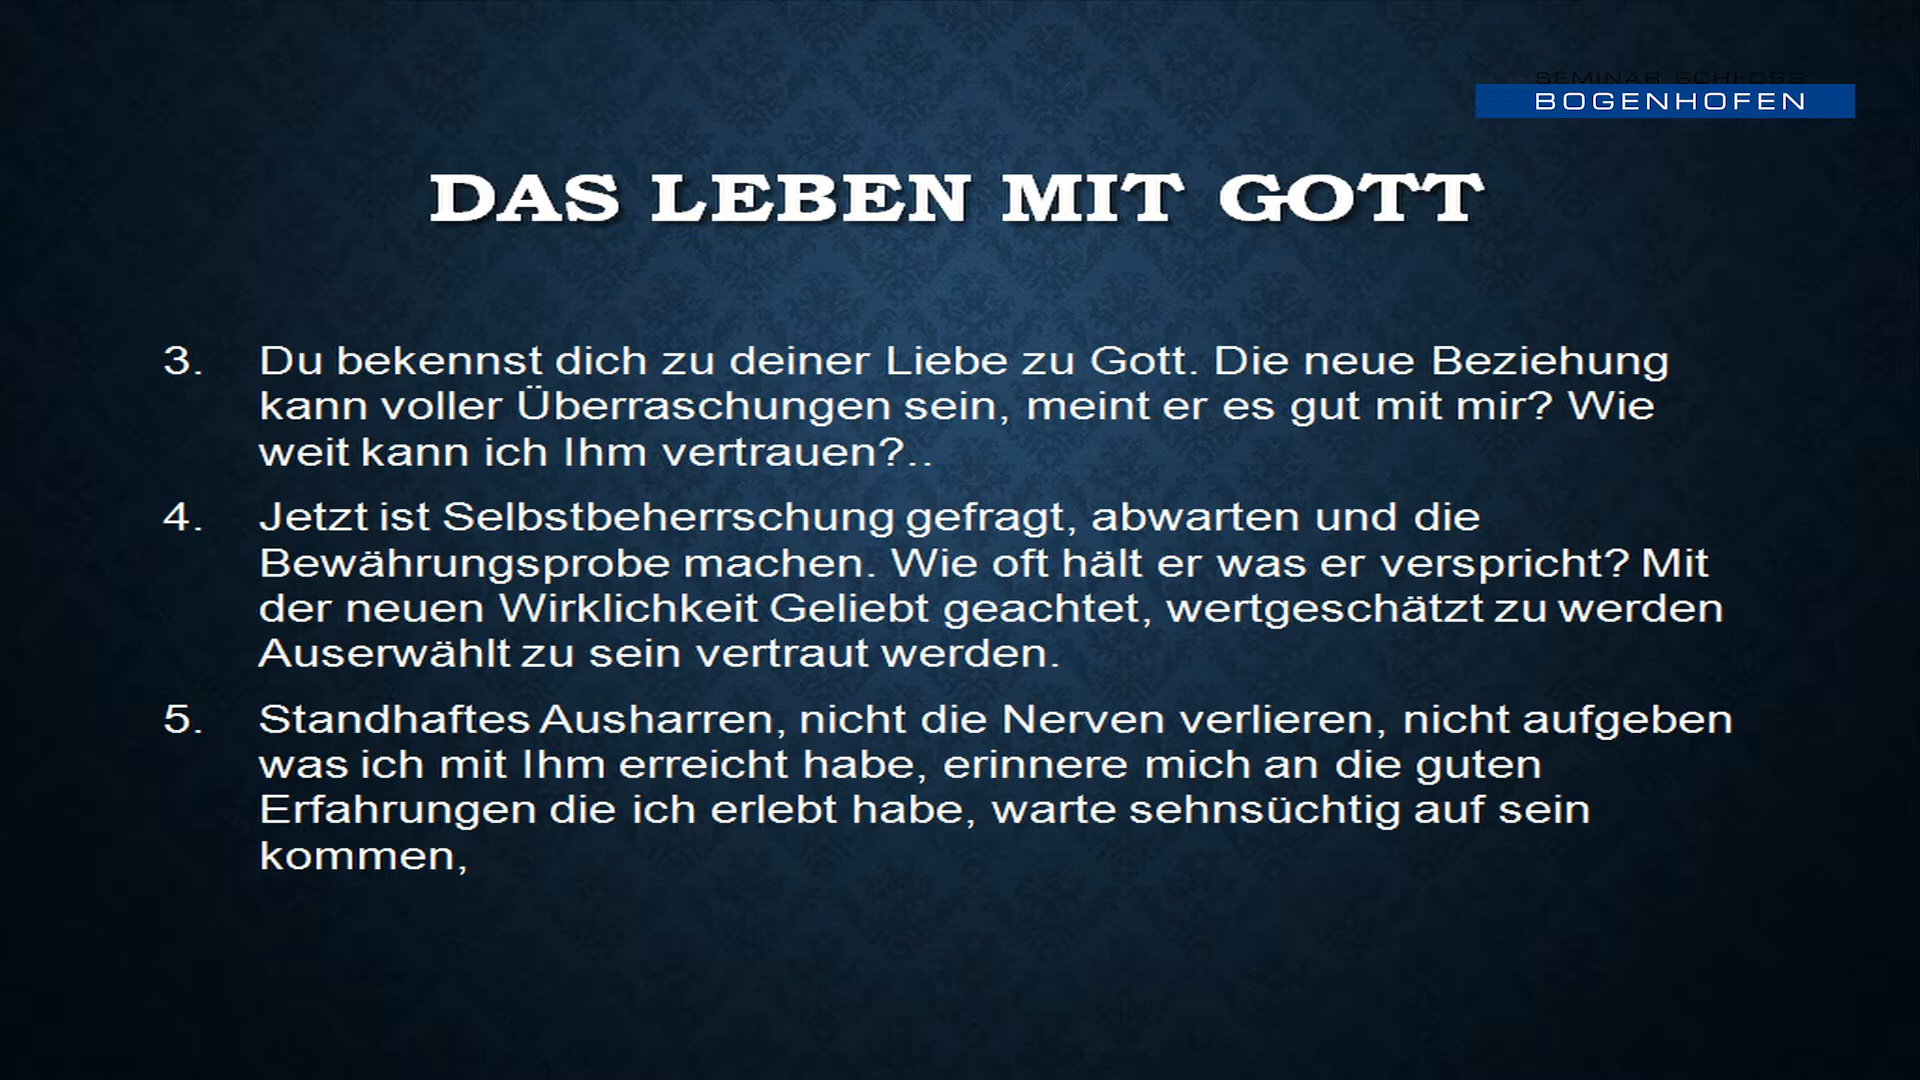 SEMINAR SCHLOSS
BOGENHOFEN
DAS LEBEN MIT GOTT
3. Du bekennst dich zu deiner Liebe zu Gott. Die neue Beziehung
kann voller Überraschungen sein, meint er es gut mit mir? Wie
weit kann ich Ihm vertrauen?..
4. Jetzt ist Selbstbeherrschung gefragt, abwarten und die
Bewährungsprobe machen. Wie oft hält er was er verspricht? Mit
der neuen Wirklichkeit Geliebt geachtet, wertgeschätzt zu werden
Auserwählt zu sein vertraut werden.
5. Standhaftes Ausharren, nicht die Nerven verlieren, nicht aufgeben
was ich mit Ihm erreicht habe, erinnere mich an die guten
Erfahrungen die ich erlebt habe, warte sehnsüchtig auf sein
kommen,